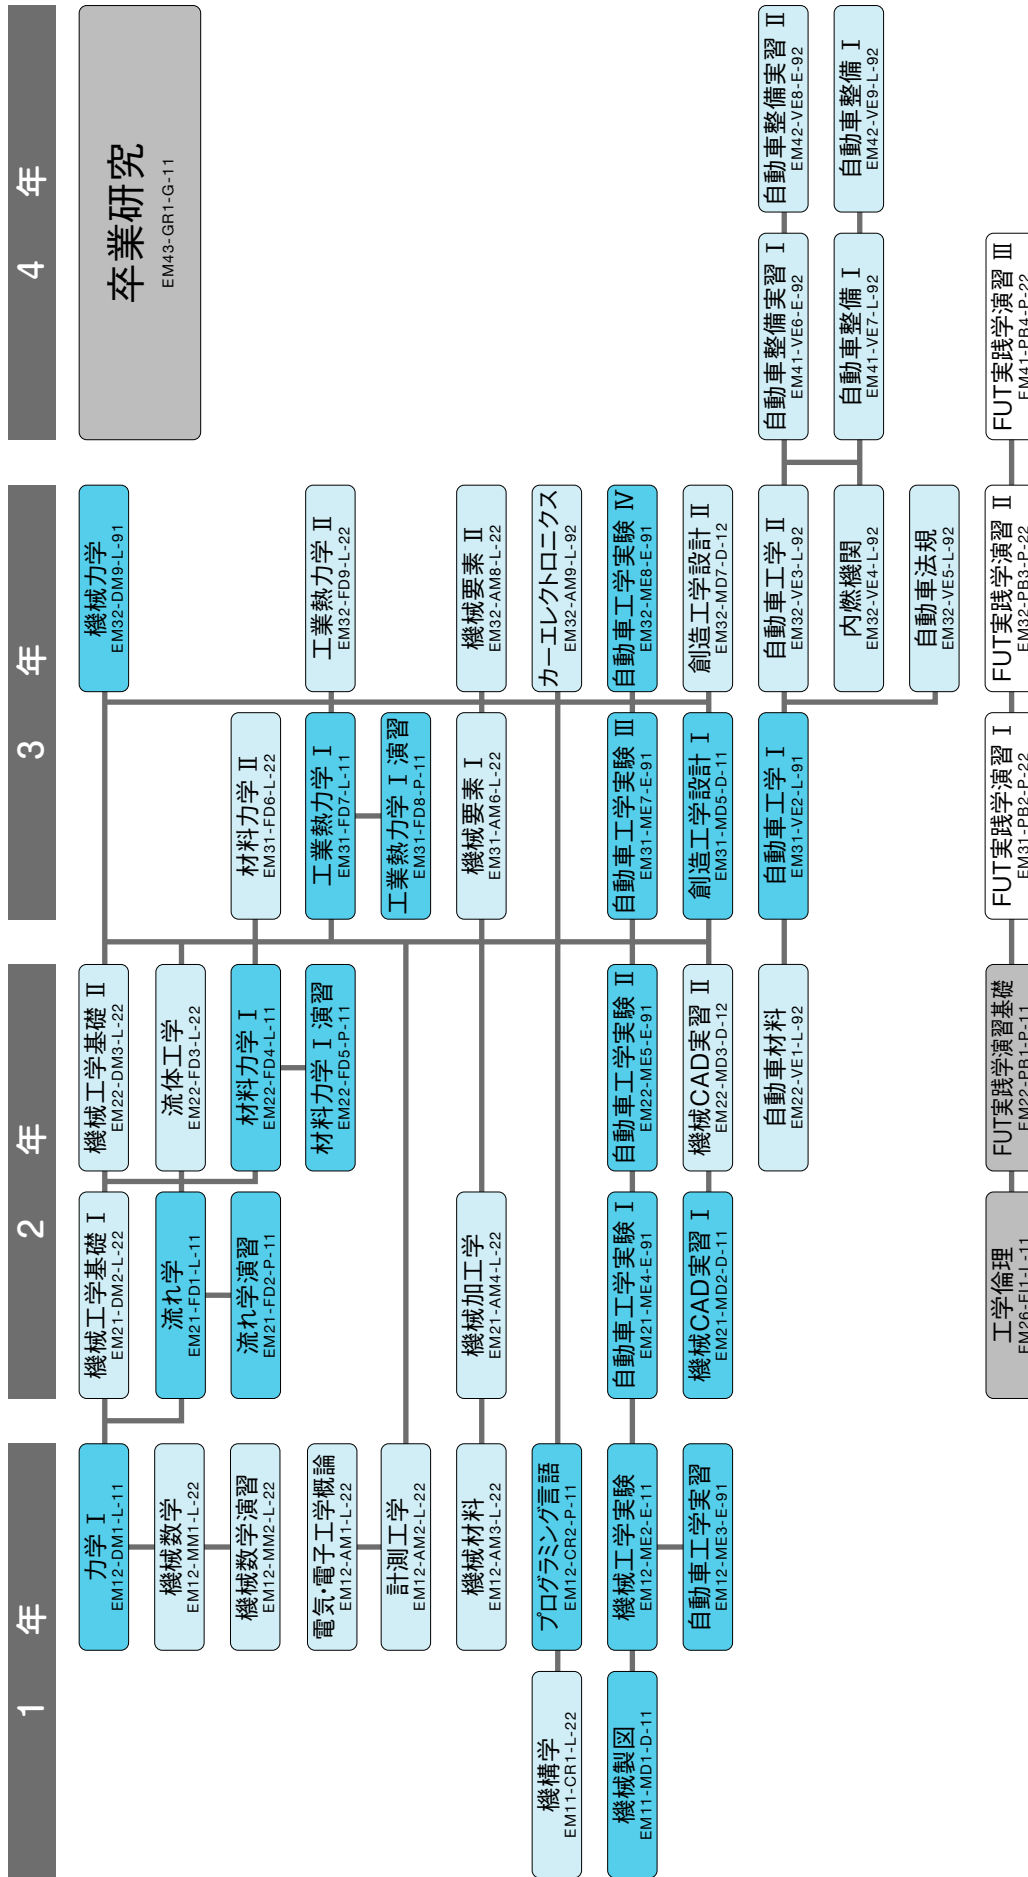 1 年
2 年
3 年
4 年
力学 Ⅰ
EM12-DM1-L-11
機械工学基礎 Ⅰ
EM21-DM2-L-22
機械工学基礎 Ⅱ
EM22-DM3-L-22
機械力学
EM32-DM9-L-91
卒業研究
EM43-GR1-G-11
機械数学
EM12-MM1-L-22
流れ学
EM21-FD1-L-11
流体工学
EM22-FD3-L-22
機械数学演習
EM12-MM2-L-22
流れ学演習
EM21-FD2-P-11
材料力学 Ⅰ
EM22-FD4-L-11
材料力学 Ⅱ
EM31-FD6-L-22
電気・電子工学概論
EM12-AM1-L-22
材料力学 Ⅰ 演習
EM22-FD5-P-11
工業熱力学 Ⅰ
EM31-FD7-L-11
工業熱力学 Ⅱ
EM32-FD9-L-22
計測工学
EM12-AM2-L-22
工業熱力学 Ⅰ 演習
EM31-FD8-P-11
機械材料
EM12-AM3-L-22
機械加工学
EM21-AM4-L-22
機械要素 Ⅰ
EM31-AM6-L-22
機械要素 Ⅱ
EM32-AM8-L-22
機構学
EM11-CR1-L-22
プログラミング言語
EM12-CR2-P-11
カーエレクトロニクス
EM32-AM9-L-92
機械製図
EM11-MD1-D-11
機械工学実験
EM12-ME2-E-11
自動車工学実験 Ⅰ
EM21-ME4-E-91
自動車工学実験 Ⅱ
EM22-ME5-E-91
自動車工学実験 Ⅲ
EM31-ME7-E-91
自動車工学実験 Ⅳ
EM32-ME8-E-91
自動車工学実習
EM12-ME3-E-91
機械CAD実習 Ⅰ
EM21-MD2-D-11
機械CAD実習 Ⅱ
EM22-MD3-D-12
創造工学設計 Ⅰ
EM31-MD5-D-11
創造工学設計 Ⅱ
EM32-MD7-D-12
自動車材料
EM22-VE1-L-92
自動車工学 Ⅰ
EM31-VE2-L-91
自動車工学 Ⅱ
EM32-VE3-L-92
自動車整備実習 Ⅰ
EM41-VE6-E-92
自動車整備実習 Ⅱ
EM42-VE8-E-92
内燃機関
EM32-VE4-L-92
自動車整備 Ⅰ
EM41-VE7-L-92
自動車整備 Ⅰ
EM42-VE9-L-92
自動車法規
EM32-VE5-L-92
工学倫理
EM26-EI1-L-11
FUT実践学演習基礎
EM22-PB1-P-11
FUT実践学演習 Ⅰ
EM31-PB2-P-22
FUT実践学演習 Ⅱ
EM32-PB3-P-22
FUT実践学演習 Ⅲ
EM41-PB4-P-22